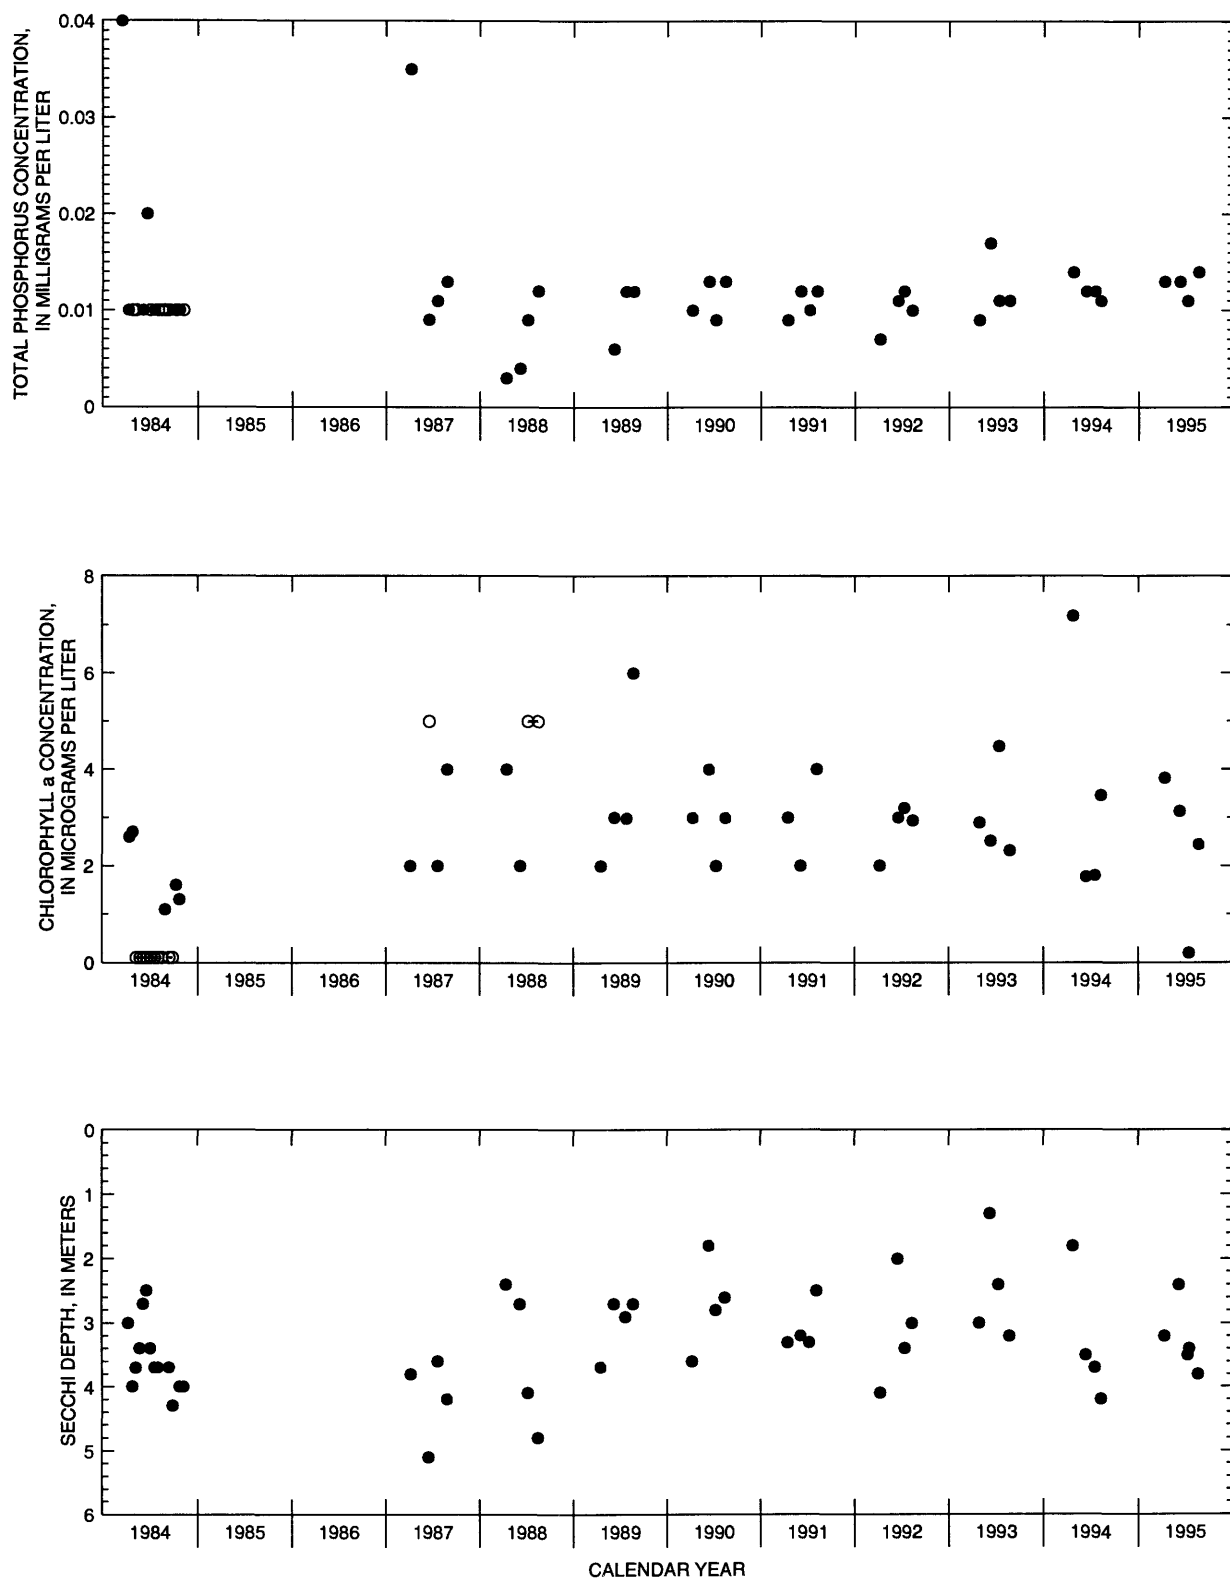 TOTAL PHOSPHORUS CONCENTRATION,
IN MILLIGRAMS PER LITER
0.04
0.03
0.02
0.01
0
1984 1985 1986 1987 1988 1989 1990 1991 1992 1993 1994 1995
CHLOROPHYLL a CONCENTRATION,
IN MICROGRAMS PER LITER
8
6
4
2
0
1984 1985 1986 1987 1988 1989 1990 1991 1992 1993 1994 1995
SECCHI DEPTH, IN METERS
0
1
2
3
4
5
6
1984 1985 1986 1987 1988 1989 1990 1991 1992 1993 1994 1995
CALENDAR YEAR